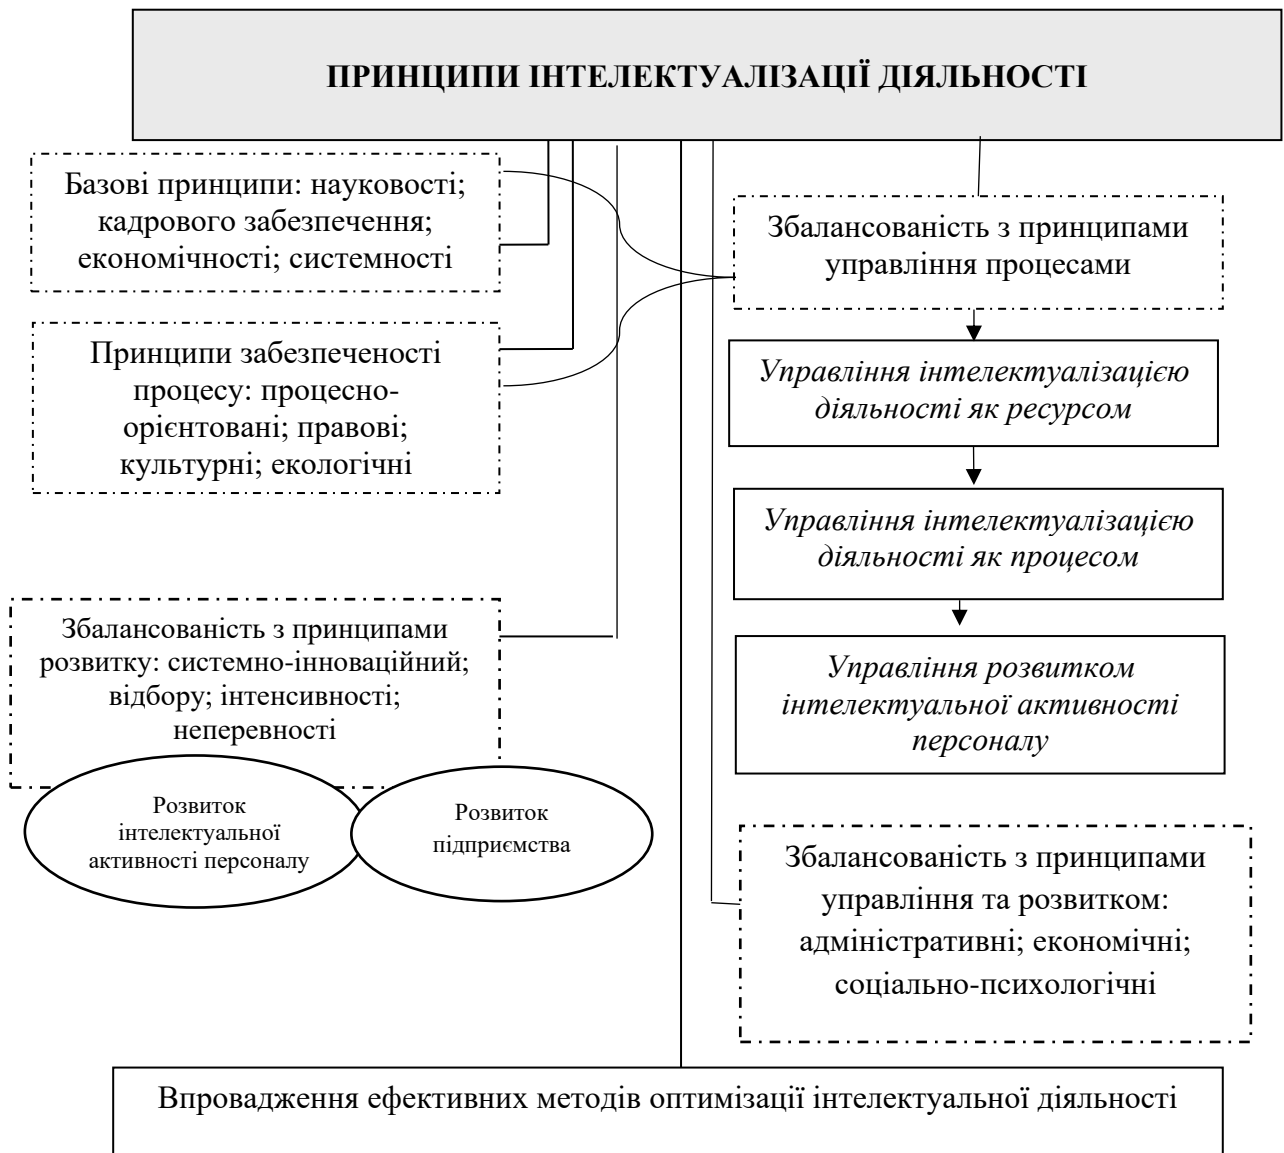 ПРИНЦИПИ ІНТЕЛЕКТУАЛІЗАЦІЇ ДІЯЛЬНОСТІ
Базові принципи: науковості;
кадрового забезпечення;
економічності; системності
Принципи забезпеченості
процесу: процесно-
орієнтовані; правові;
культурні; екологічні
Збалансованість з принципами
розвитку: системно-інноваційний;
відбору; інтенсивності;
неперевності
Розвиток
інтелектуальної
активності персоналу
Розвиток
підприємства
Збалансованість з принципами
управління процесами
Управління інтелектуалізацією
діяльності як ресурсом
Управління інтелектуалізацією
діяльності як процесом
Управління розвитком
інтелектуальної активності
персоналу
Збалансованість з принципами
управління та розвитком:
адміністративні; економічні;
соціально-психологічні
Впровадження ефективних методів оптимізації інтелектуальної діяльності